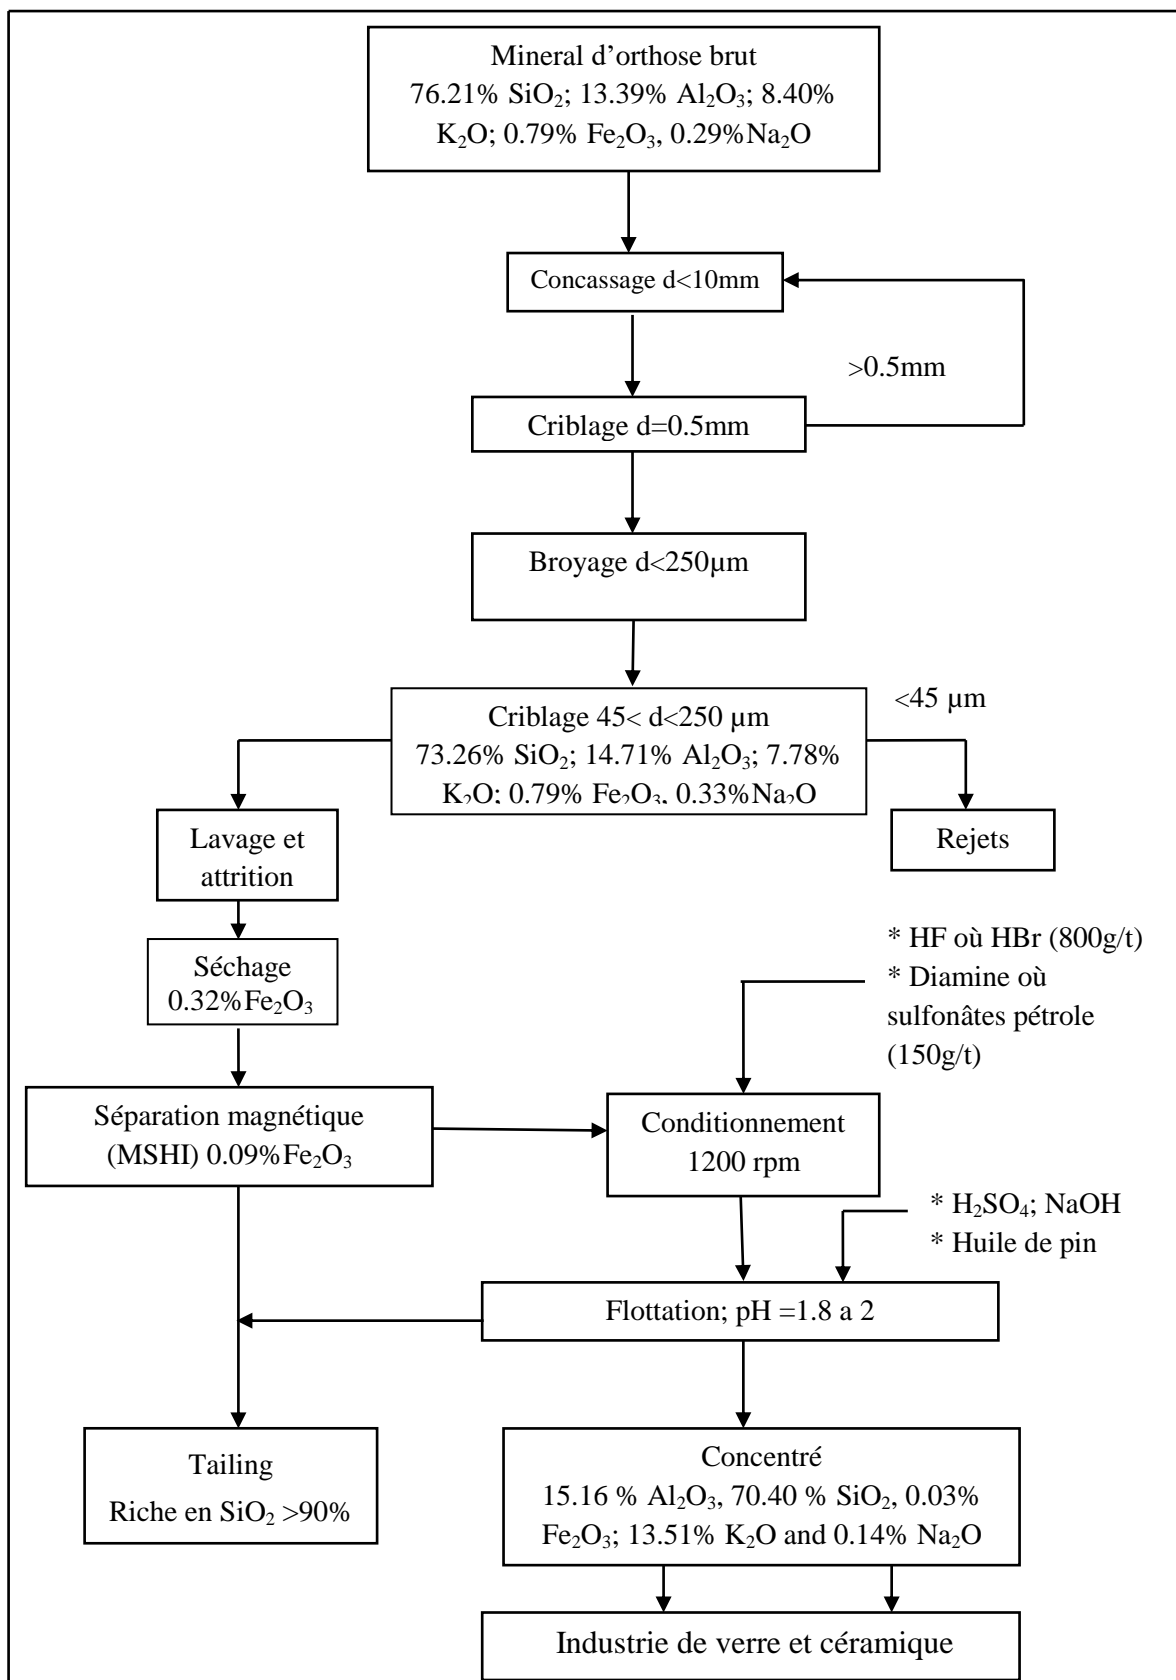 Mineral d’orthose brut
76.21% SiO₂; 13.39% Al₂O₃; 8.40%
K₂O; 0.79% Fe₂O₃, 0.29%Na₂O
Concassage d<10mm
>0.5mm
Criblage d=0.5mm
Broyage d<250µm
<45 µm
Criblage 45< d<250 µm
73.26% SiO₂; 14.71% Al₂O₃; 7.78%
K₂O; 0.79% Fe₂O₃, 0.33%Na₂O
Lavage et
attrition
Rejets
Séchage
0.32%Fe₂O₃
* HF où HBr (800g/t)
* Diamine où
sulfonâtes pétrole
(150g/t)
Séparation magnétique
(MSHI) 0.09%Fe₂O₃
Conditionnement
1200 rpm
* H₂SO₄; NaOH
* Huile de pin
Flottation; pH =1.8 a 2
Tailing
Riche en SiO₂ >90%
Concentré
15.16 % Al₂O₃, 70.40 % SiO₂, 0.03%
Fe₂O₃; 13.51% K₂O and 0.14% Na₂O
Industrie de verre et céramique